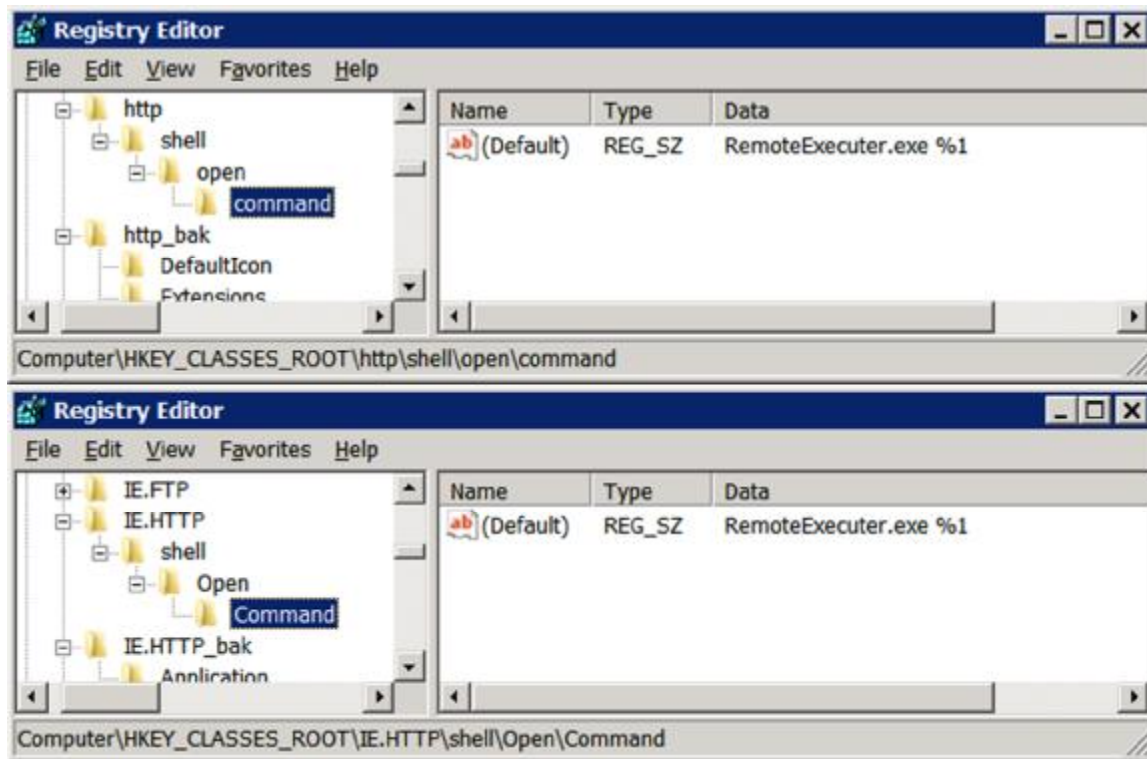 Registry Editor
File Edit View Favorites Help
http
shell
open
command
http_bak
DefaultIcon
Extensions
Name Type Data
ab (Default) REG_SZ RemoteExecuter.exe %1
Computer\HKEY_CLASSES_ROOT\http\shell\open\command
Registry Editor
File Edit View Favorites Help
IE.FTP
IE.HTTP
shell
Open
Command
IE.HTTP_bak
Application
Name Type Data
ab (Default) REG_SZ RemoteExecuter.exe %1
Computer\HKEY_CLASSES_ROOT\IE.HTTP\shell\Open\Command